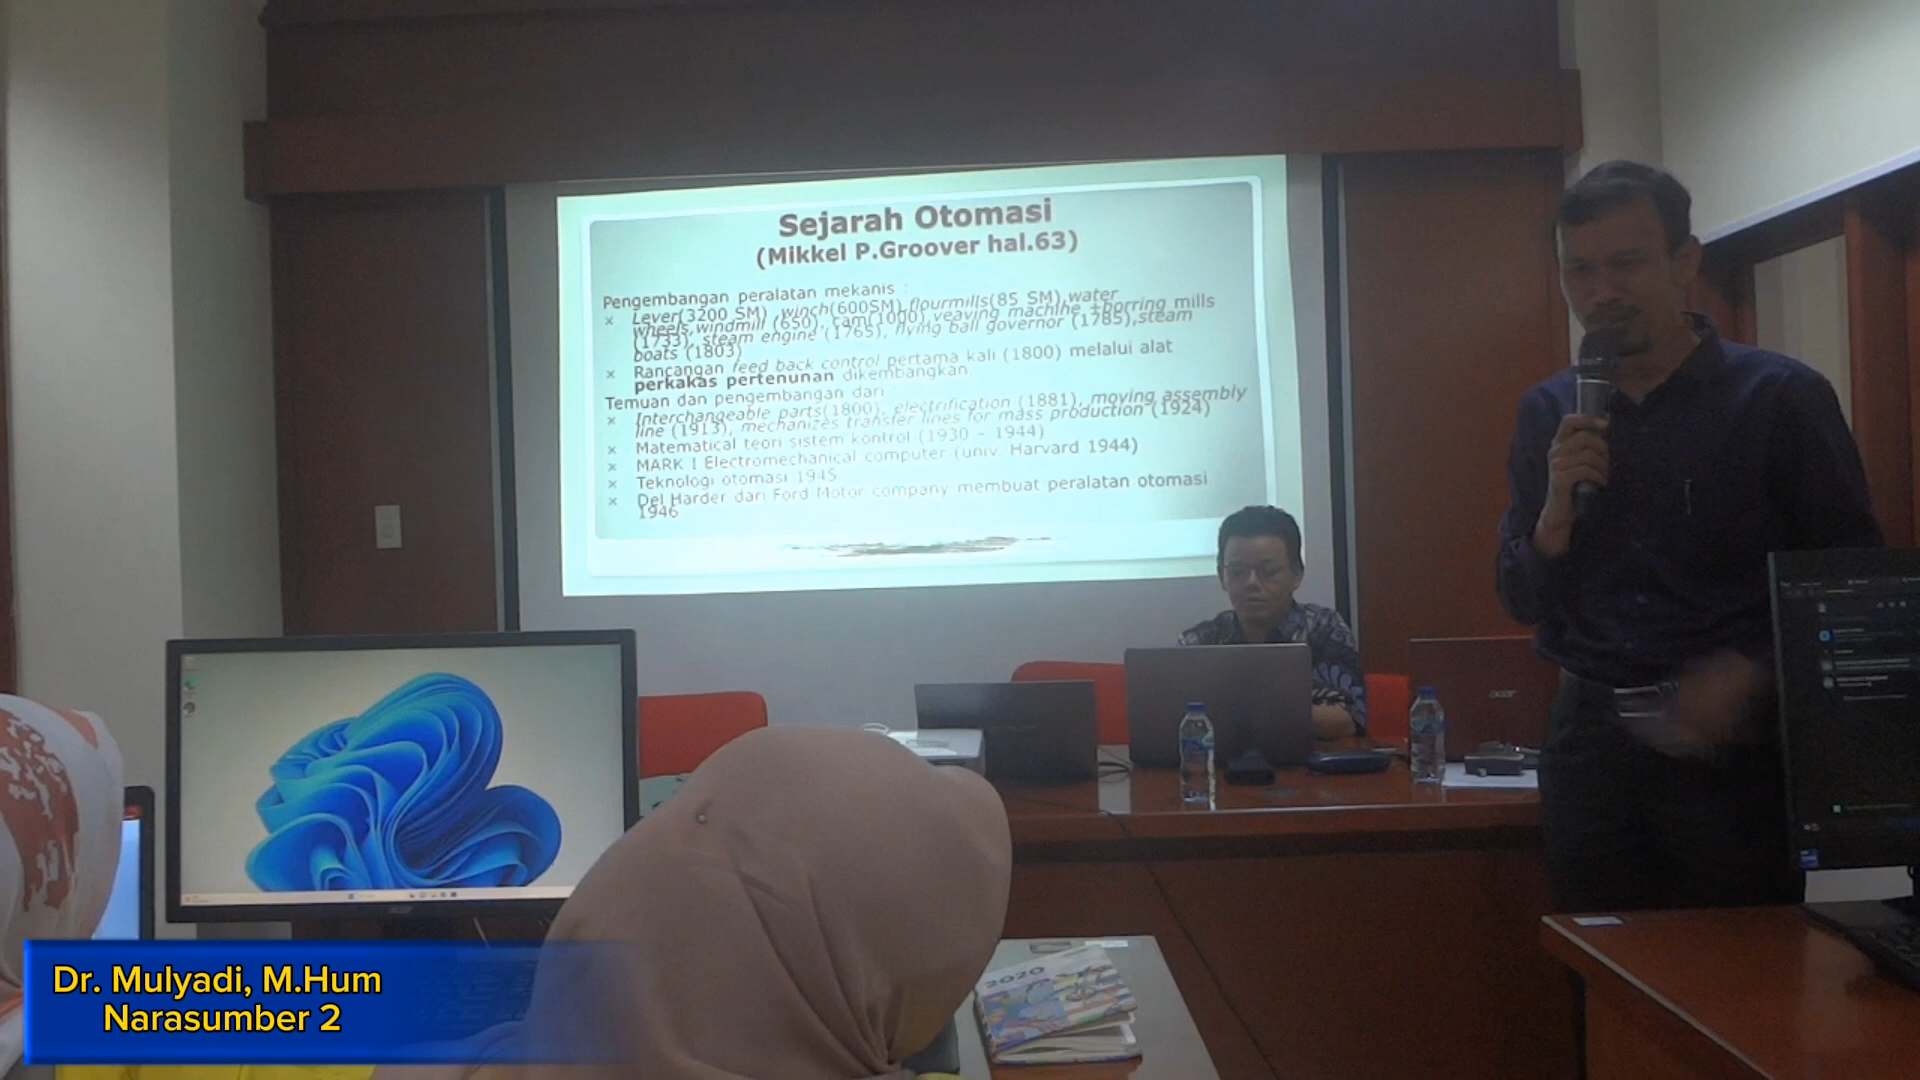 Sejarah Otomasi
(Mikkel P.Groover hal.63)
Pengembangan peralatan mekanis :
× Lever(3200 SM) ,winch(600SM),flourmills(85 SM),water
wheels,windmill (650), cam(1000),veaving machine +borring mills
(1733), steam engine (1765), flying ball governor (1785),steam
boats (1803)
× Rancangan feed back control pertama kali (1800) melalui alat
perkakas pertenunan dikembangkan.
Temuan dan pengembangan dari
× Interchangeable parts(1800), electrification (1881), moving assembly
line (1913), mechanizes transfer lines for mass production (1924)
× Matematical teori sistem kontrol (1930 - 1944)
× MARK I Electromechanical computer (univ. Harvard 1944)
× Teknologi otomasi 1945
× Del Harder dari Ford Motor company membuat peralatan otomasi
1946
acer
acer
2020
Dr. Mulyadi, M.Hum
Narasumber 2